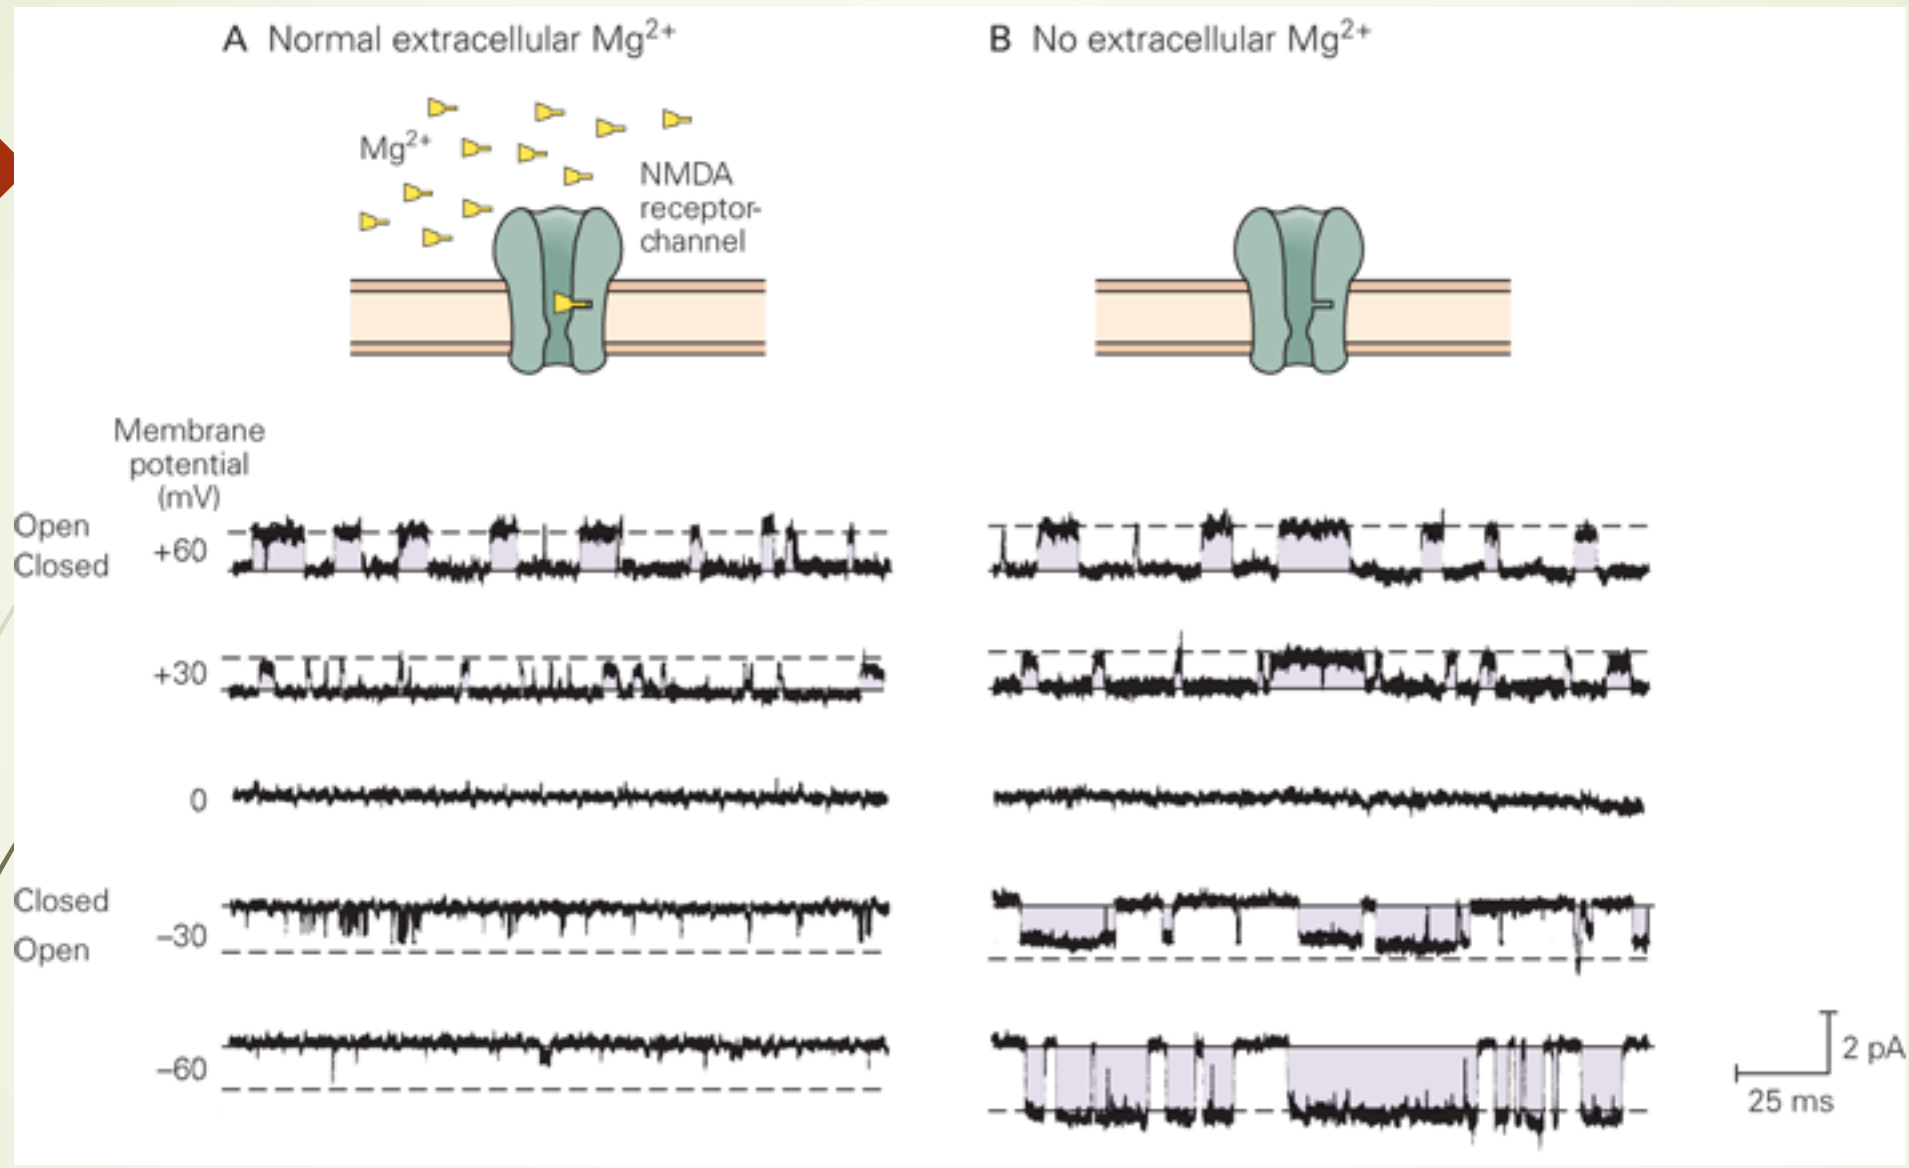 A Normal extracellular Mg2+
B No extracellular Mg2+
Mg2+
NMDA
receptor-
channel
Membrane
potential
(mV)
Open
+60
Closed
+30
0
Closed
–30
Open
–60
2 pA
25 ms